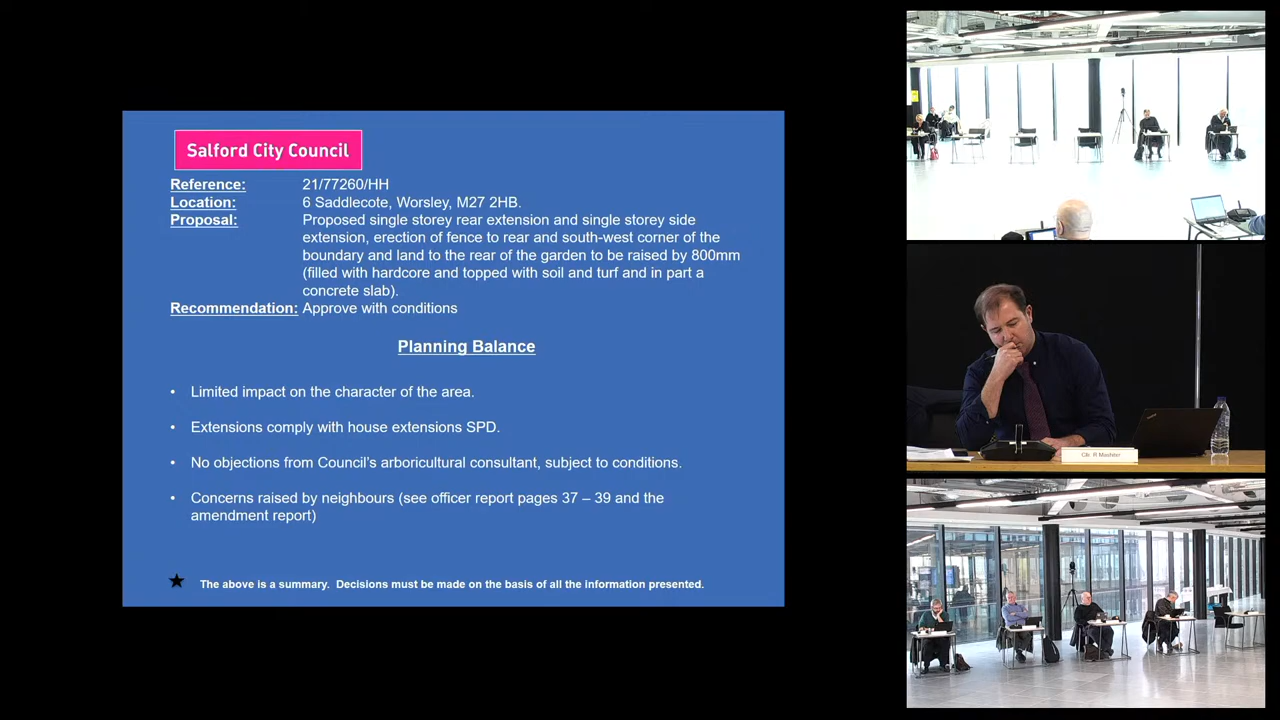 Salford City Council
Reference: 21/77260/HH
Location: 6 Saddlecote, Worsley, M27 2HB.
Proposal: Proposed single storey rear extension and single storey side
extension, erection of fence to rear and south-west corner of the
boundary and land to the rear of the garden to be raised by 800mm
(filled with hardcore and topped with soil and turf and in part a
concrete slab).
Recommendation: Approve with conditions
Planning Balance
• Limited impact on the character of the area.
• Extensions comply with house extensions SPD.
• No objections from Council's arboricultural consultant, subject to conditions.
• Concerns raised by neighbours (see officer report pages 37 – 39 and the
amendment report)
★ The above is a summary. Decisions must be made on the basis of all the information presented.
Cllr R Mashiter